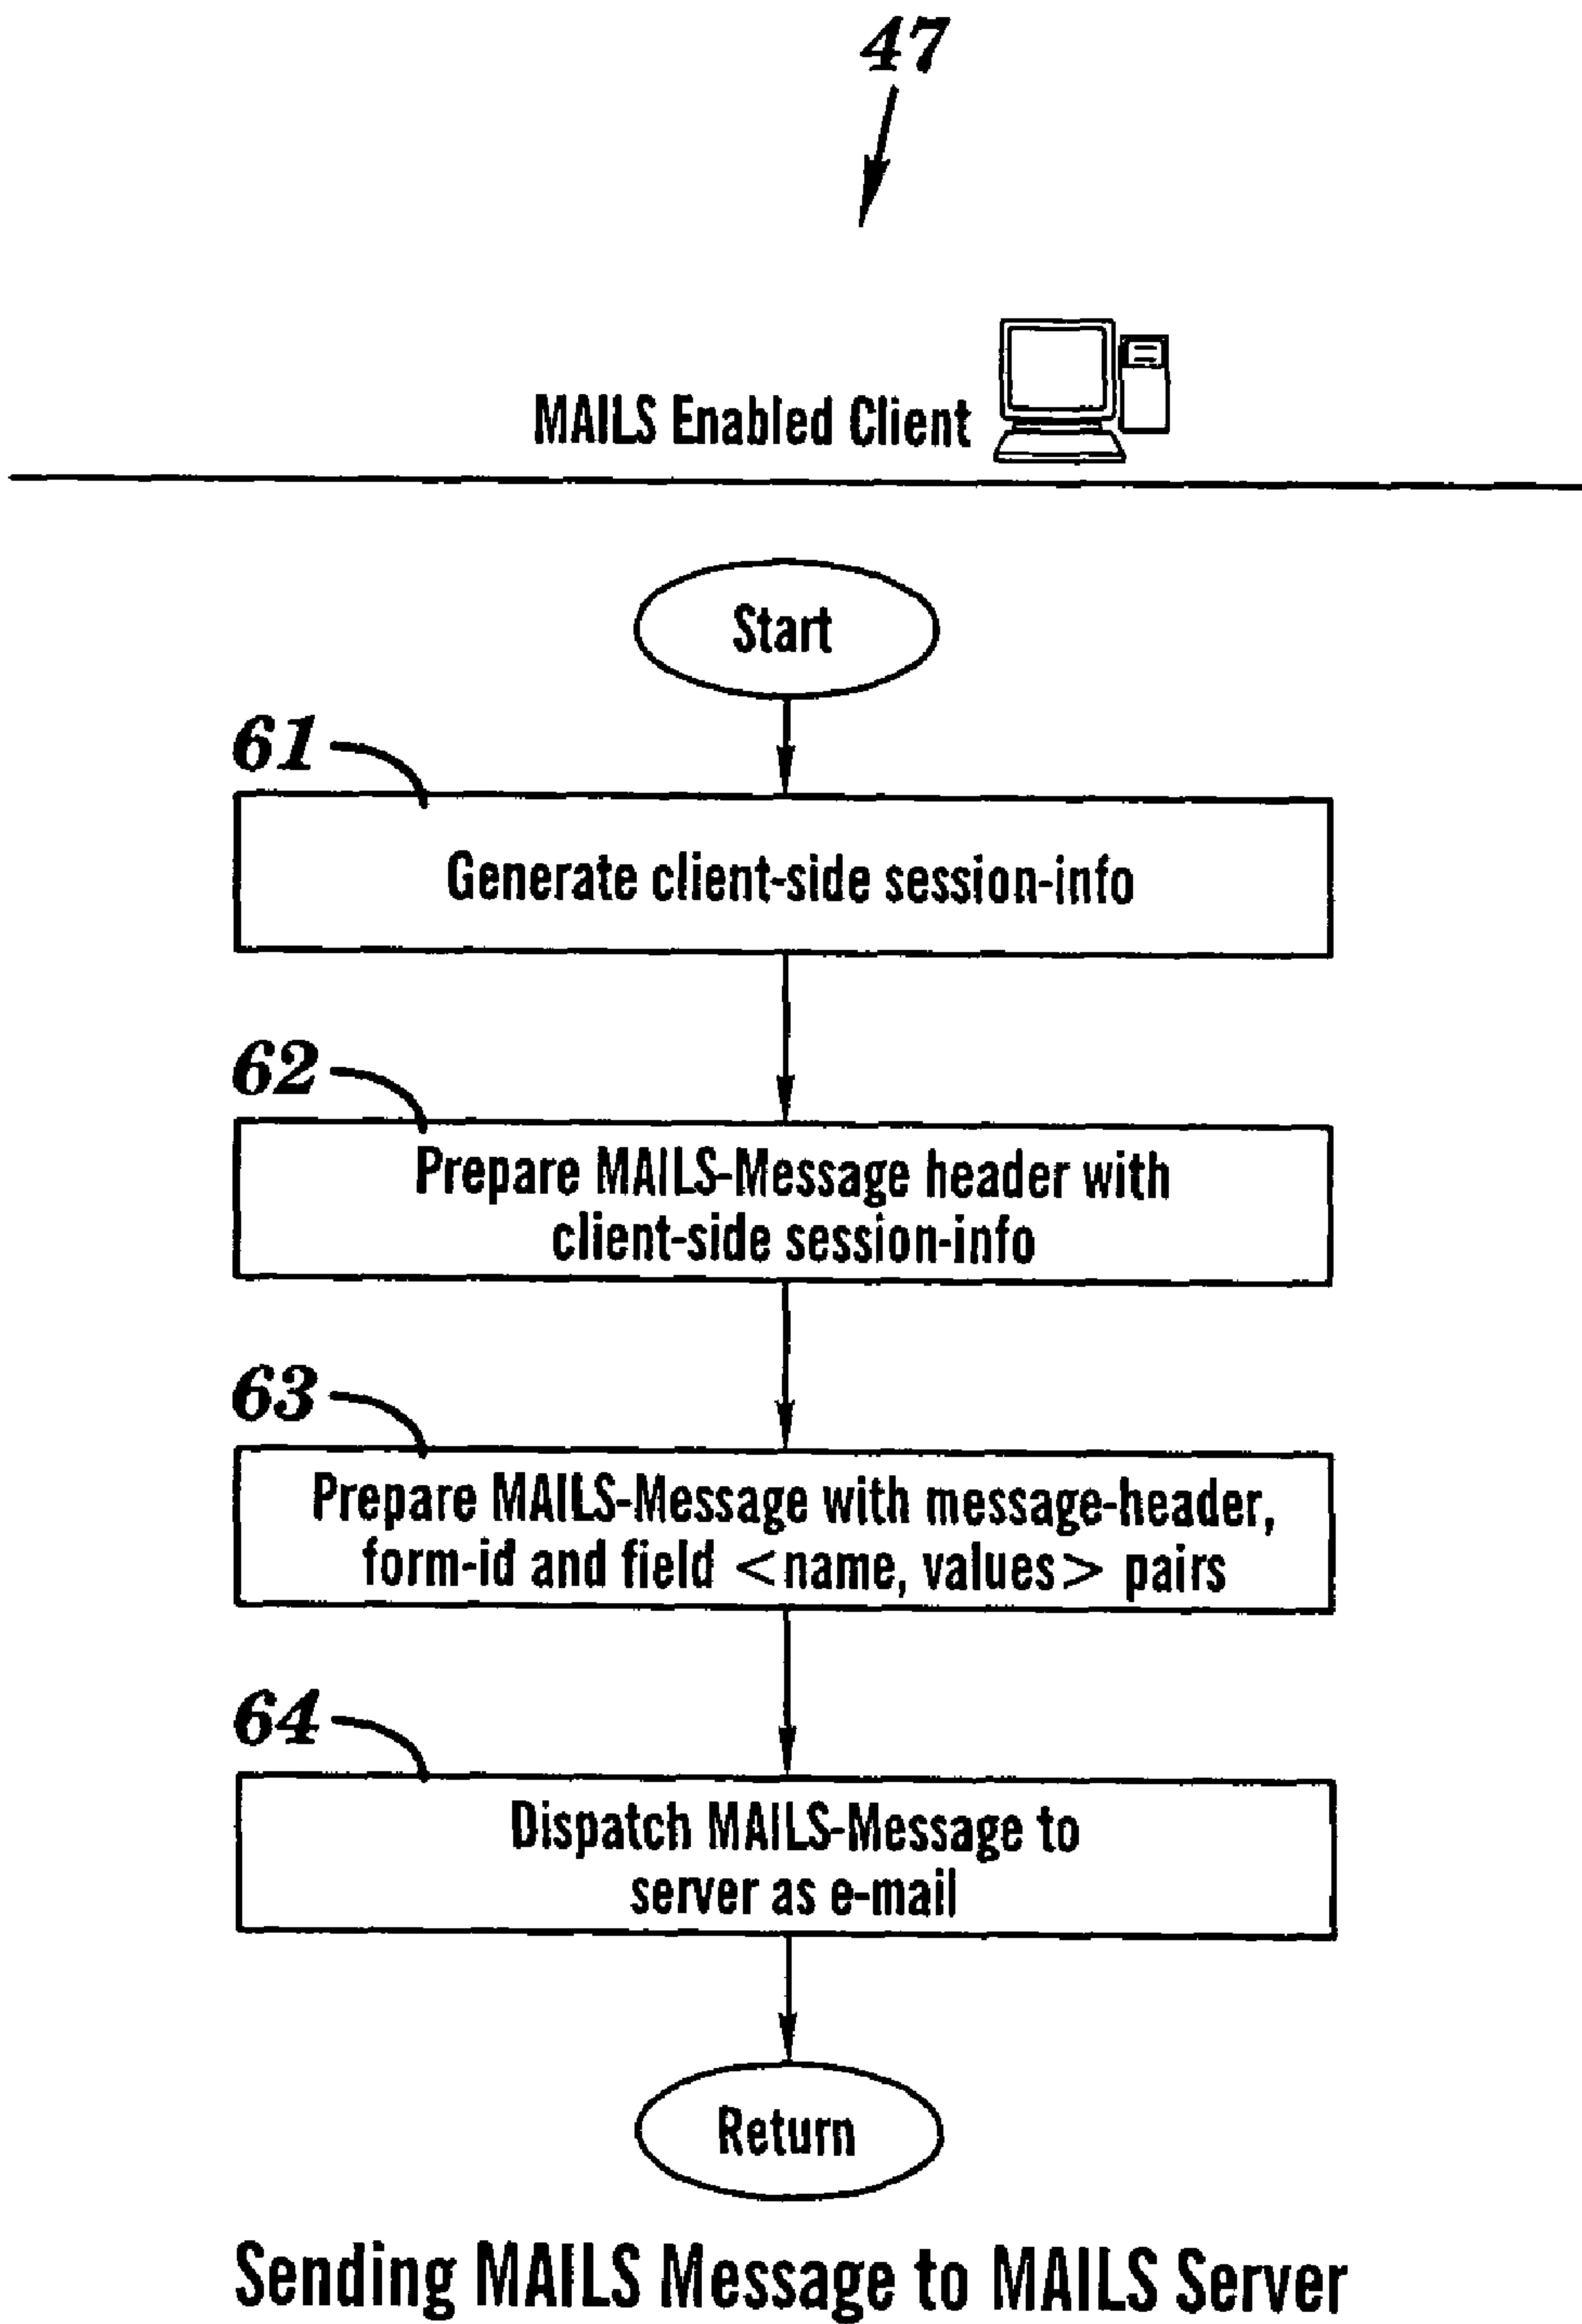 47
MAILS Enabled Client
Start
61
Generate client-side session-info
62
Prepare MAILS-Message header with
client-side session-info
63
Prepare MAILS-Message with message-header,
form-id and field <name, values> pairs
64
Dispatch MAILS-Message to
server as e-mail
Return
Sending MAILS Message to MAILS Server